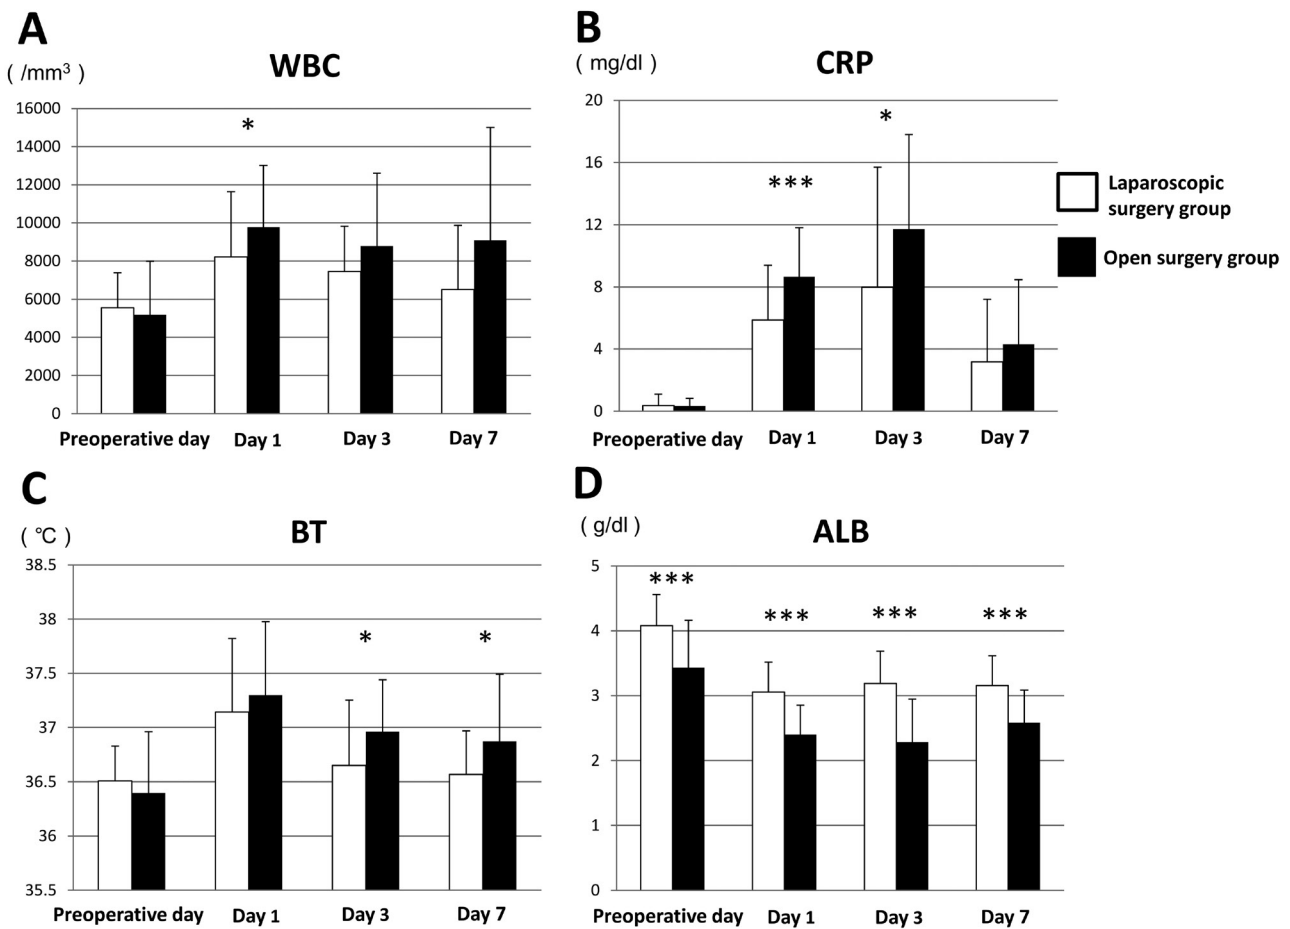 A
WBC
( /mm³ )
16000
14000
12000
10000
8000
6000
4000
2000
0
*
Preoperative day Day 1 Day 3 Day 7
B
CRP
( mg/dl )
20
16
12
8
4
0
***
*
Preoperative day Day 1 Day 3 Day 7
Laparoscopic
surgery group
Open surgery group
C
BT
( ℃ )
38.5
38
37.5
37
36.5
36
35.5
* *
Preoperative day Day 1 Day 3 Day 7
D
ALB
( g/dl )
5
4
3
2
1
0
*** *** *** ***
Preoperative day Day 1 Day 3 Day 7